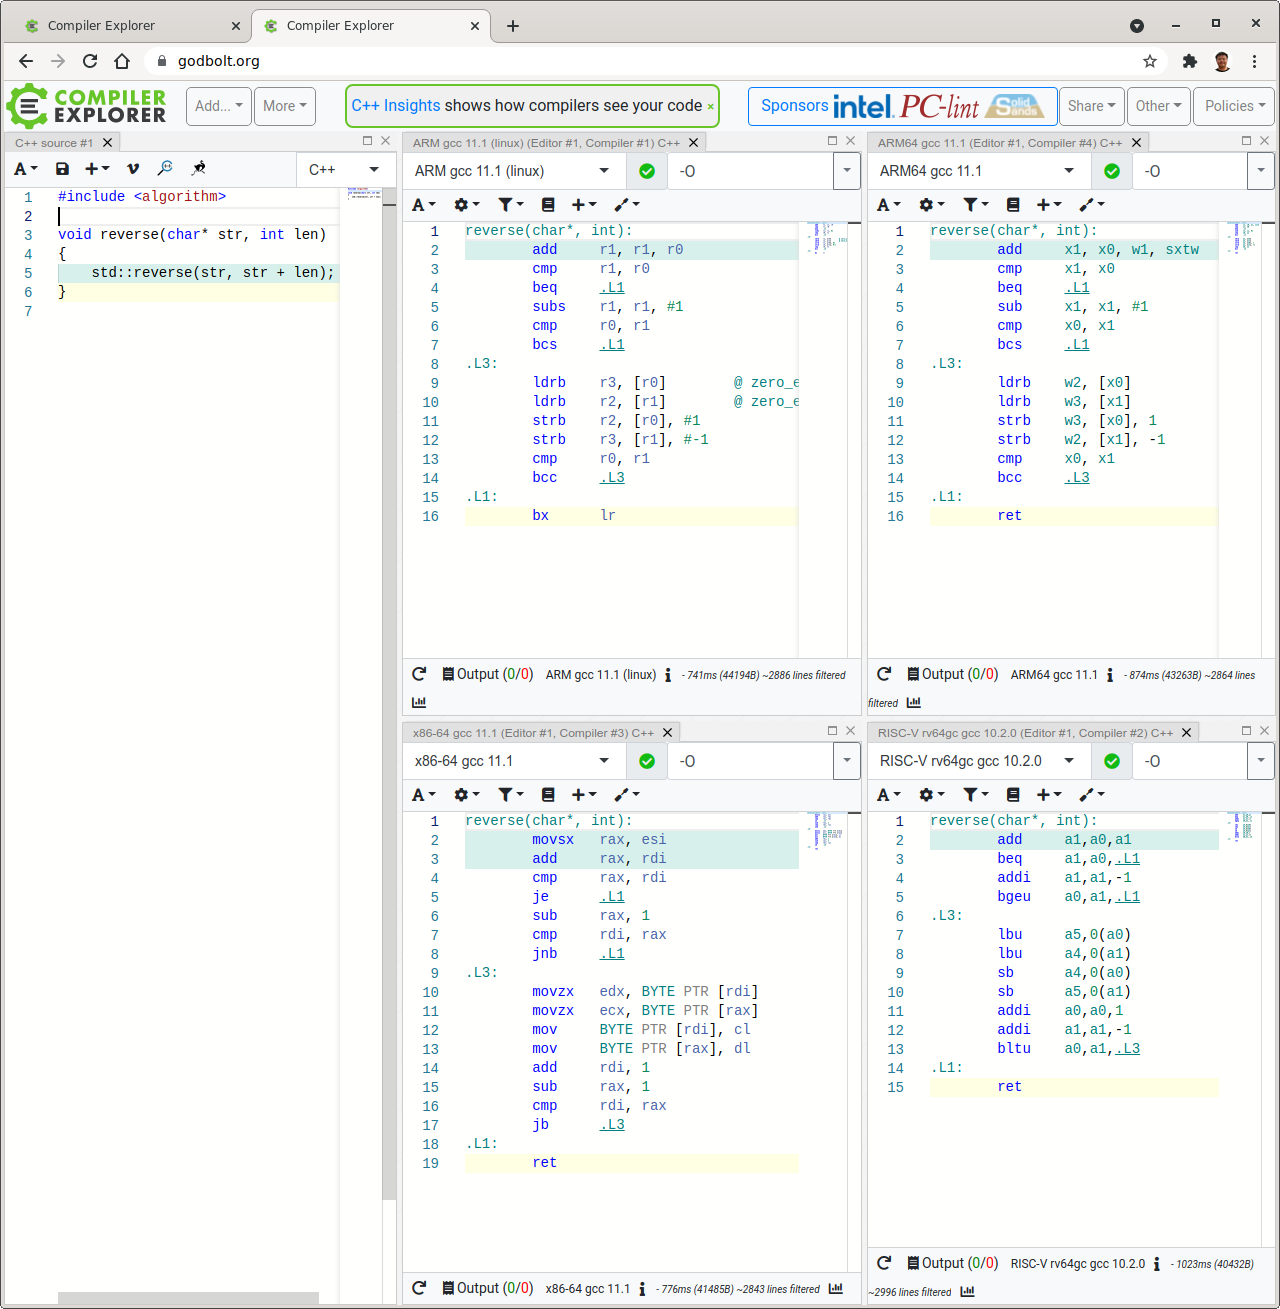 Compiler Explorer
Compiler Explorer
godbolt.org
COMPILER EXPLORER
Add...
More
C++ Insights shows how compilers see your code ×
Sponsors intel. PC-lint Solid Sands
Share
Other
Policies
C++ source #1
A
C++
1 #include <algorithm>
2
3 void reverse(char* str, int len)
4 {
5     std::reverse(str, str + len);
6 }
7
ARM gcc 11.1 (linux) (Editor #1, Compiler #1) C++
ARM gcc 11.1 (linux)
-O
A
1 reverse(char*, int):
2         add     r1, r1, r0
3         cmp     r1, r0
4         beq     .L1
5         subs    r1, r1, #1
6         cmp     r0, r1
7         bcs     .L1
8 .L3:
9         ldrb    r3, [r0]        @ zero_e
10         ldrb    r2, [r1]        @ zero_e
11         strb    r2, [r0], #1
12         strb    r3, [r1], #-1
13         cmp     r0, r1
14         bcc     .L3
15 .L1:
16         bx      lr
Output (0/0) ARM gcc 11.1 (linux) i - 741ms (44194B) ~2886 lines filtered
ARM64 gcc 11.1 (Editor #1, Compiler #4) C++
ARM64 gcc 11.1
-O
A
1 reverse(char*, int):
2         add     x1, x0, w1, sxtw
3         cmp     x1, x0
4         beq     .L1
5         sub     x1, x1, #1
6         cmp     x0, x1
7         bcs     .L1
8 .L3:
9         ldrb    w2, [x0]
10         ldrb    w3, [x1]
11         strb    w3, [x0], 1
12         strb    w2, [x1], -1
13         cmp     x0, x1
14         bcc     .L3
15 .L1:
16         ret
Output (0/0) ARM64 gcc 11.1 i - 874ms (43263B) ~2864 lines
filtered
x86-64 gcc 11.1 (Editor #1, Compiler #3) C++
x86-64 gcc 11.1
-O
A
1 reverse(char*, int):
2         movsx   rax, esi
3         add     rax, rdi
4         cmp     rax, rdi
5         je      .L1
6         sub     rax, 1
7         cmp     rdi, rax
8         jnb     .L1
9 .L3:
10         movzx   edx, BYTE PTR [rdi]
11         movzx   ecx, BYTE PTR [rax]
12         mov     BYTE PTR [rdi], cl
13         mov     BYTE PTR [rax], dl
14         add     rdi, 1
15         sub     rax, 1
16         cmp     rdi, rax
17         jb      .L3
18 .L1:
19         ret
Output (0/0) x86-64 gcc 11.1 i - 776ms (41485B) ~2843 lines filtered
RISC-V rv64gc gcc 10.2.0 (Editor #1, Compiler #2) C++
RISC-V rv64gc gcc 10.2.0
-O
A
1 reverse(char*, int):
2         add     a1,a0,a1
3         beq     a1,a0,.L1
4         addi    a1,a1,-1
5         bgeu    a0,a1,.L1
6 .L3:
7         lbu     a5,0(a0)
8         lbu     a4,0(a1)
9         sb      a4,0(a0)
10         sb      a5,0(a1)
11         addi    a0,a0,1
12         addi    a1,a1,-1
13         bltu    a0,a1,.L3
14 .L1:
15         ret
Output (0/0) RISC-V rv64gc gcc 10.2.0 i - 1023ms (40432B)
~2996 lines filtered